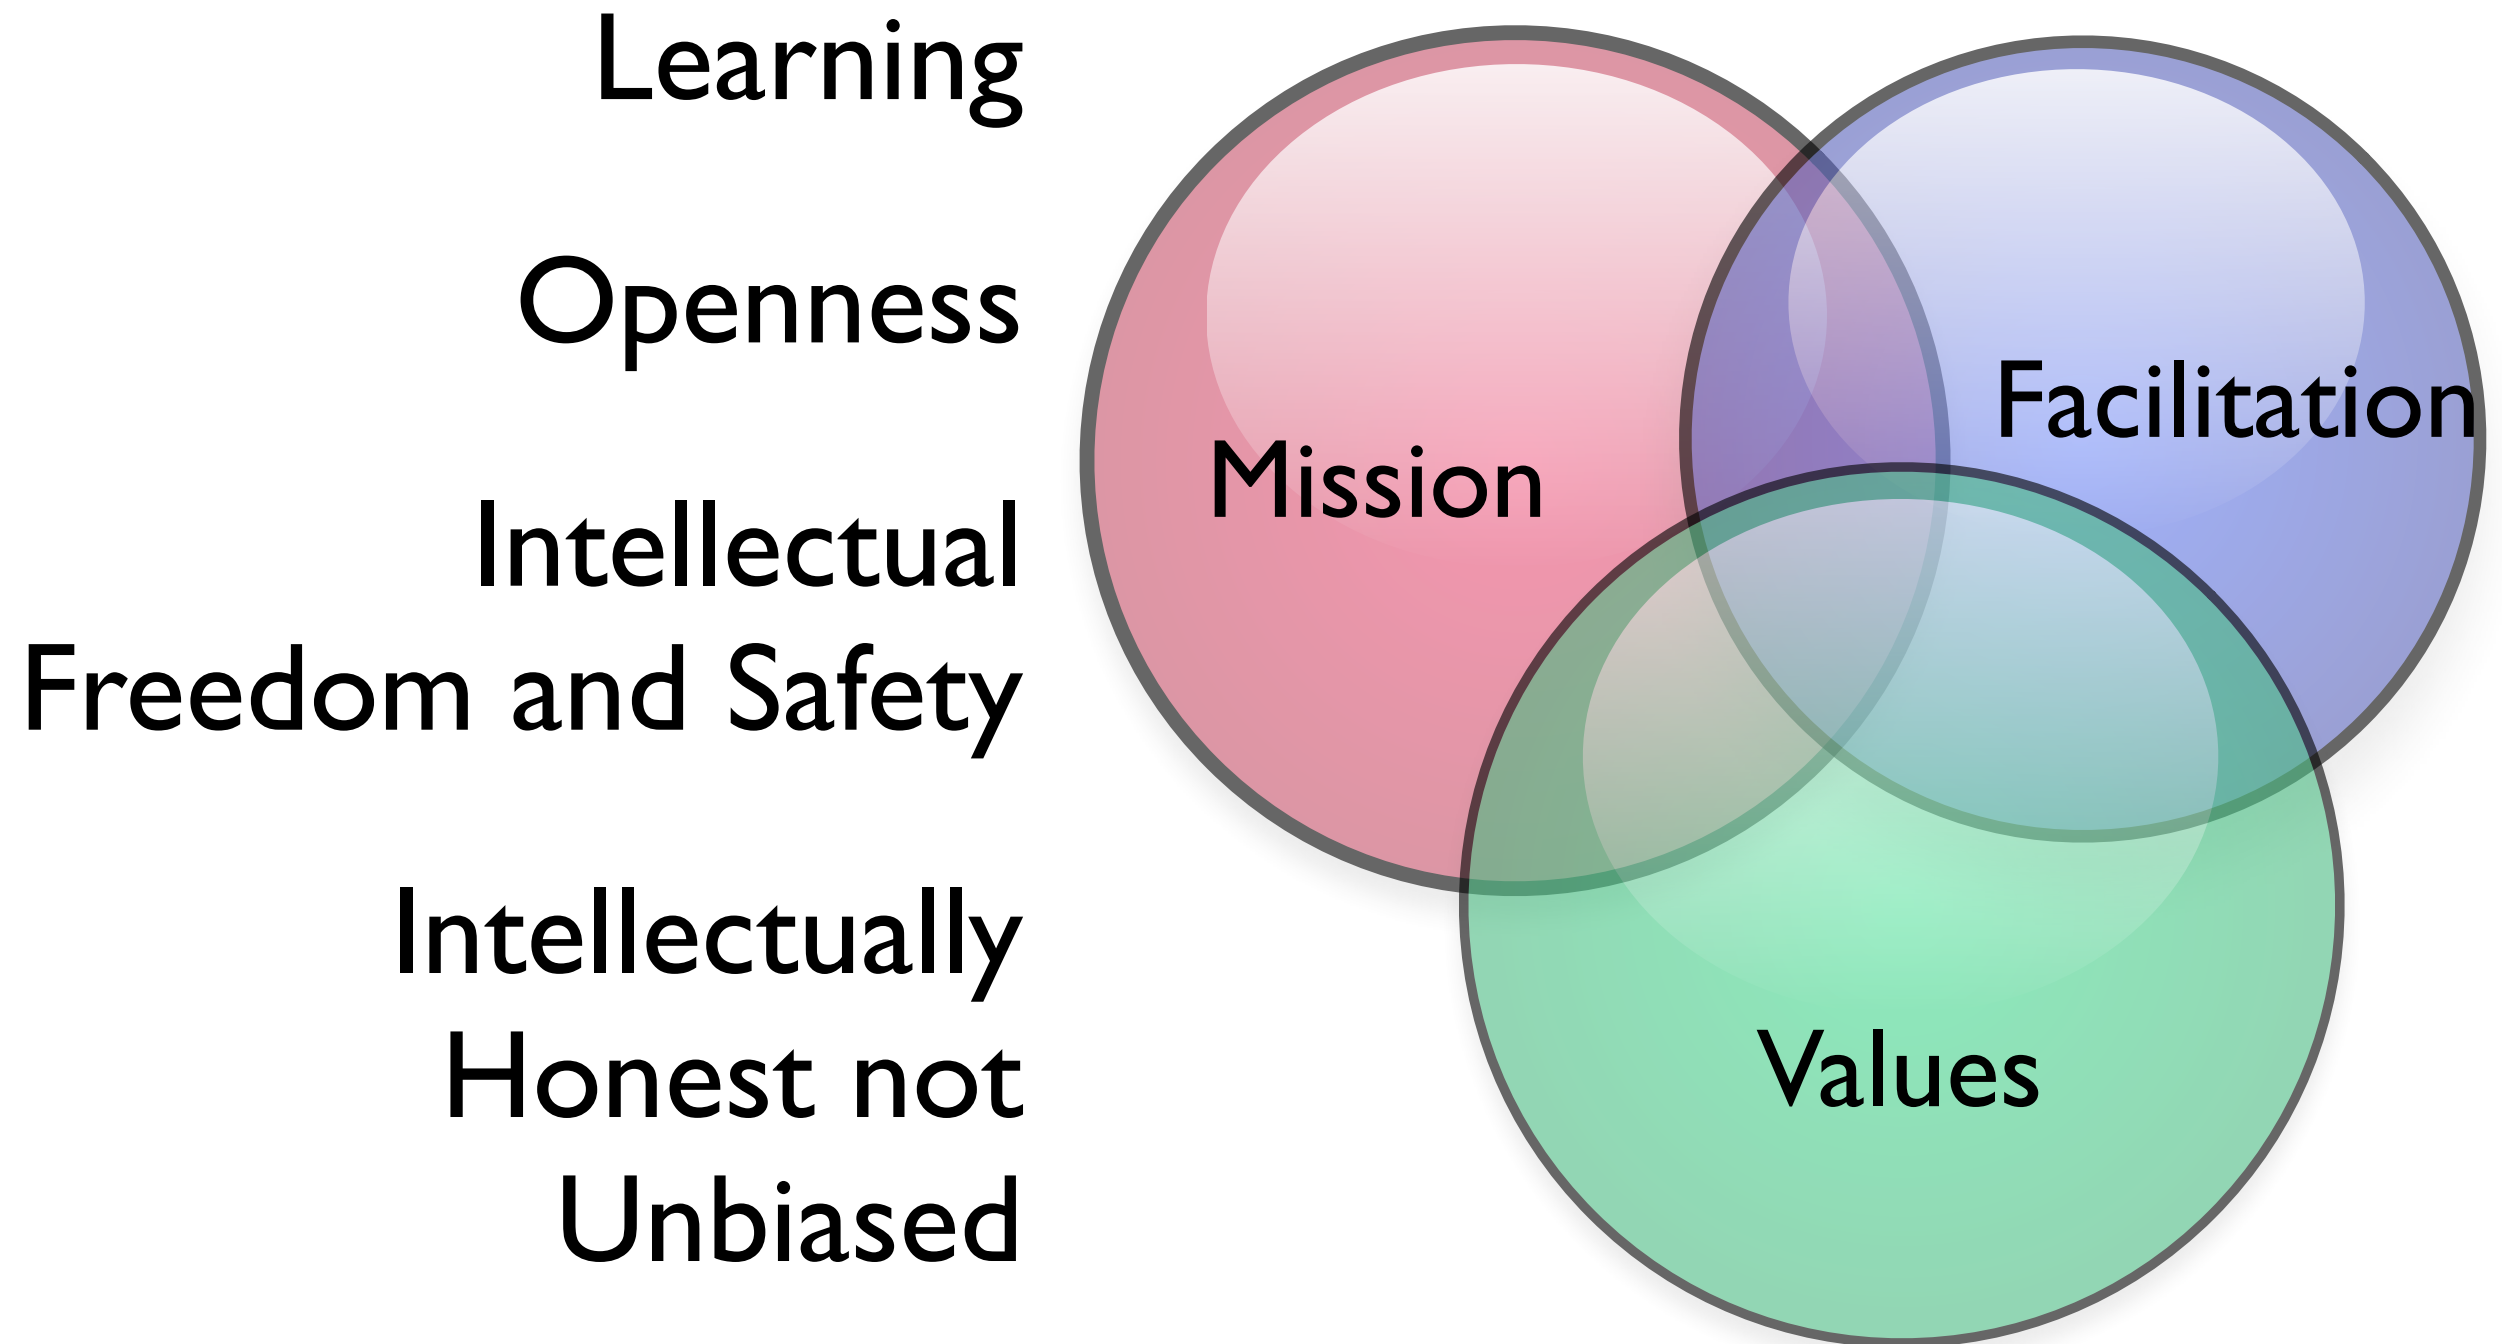 Learning
Openness
Intellectual
Freedom and Safety
Intellectually
Honest not
Unbiased
Mission
Facilitation
Values